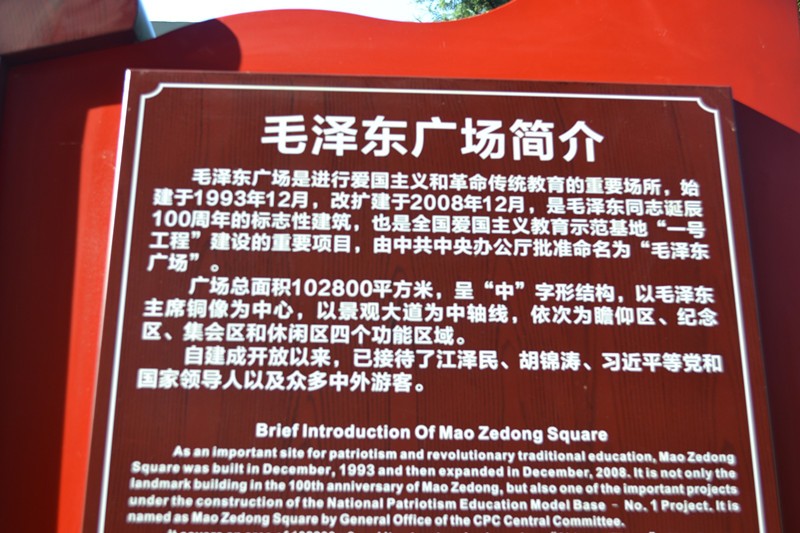 毛泽东广场简介
毛泽东广场是进行爱国主义和革命传统教育的重要场所，始
建于1993年12月，改扩建于2008年12月，是毛泽东同志诞辰
100周年的标志性建筑，也是全国爱国主义教育示范基地“一号
工程”建设的重要项目，由中共中央办公厅批准命名为“毛泽东
广场”。
广场总面积102800平方米，呈“中”字形结构，以毛泽东
主席铜像为中心，以景观大道为中轴线，依次为瞻仰区、纪念
区、集会区和休闲区四个功能区域。
自建成开放以来，已接待了江泽民、胡锦涛、习近平等党和
国家领导人以及众多中外游客。
Brief Introduction Of Mao Zedong Square
As an important site for patriotism and revolutionary traditional education, Mao Zedong
Square was built in December, 1993 and then expanded in December, 2008. It is not only the
landmark building in the 100th anniversary of Mao Zedong, but also one of the important projects
under the construction of the National Patriotism Education Model Base - No. 1 Project. It is
named as Mao Zedong Square by General Office of the CPC Central Committee.